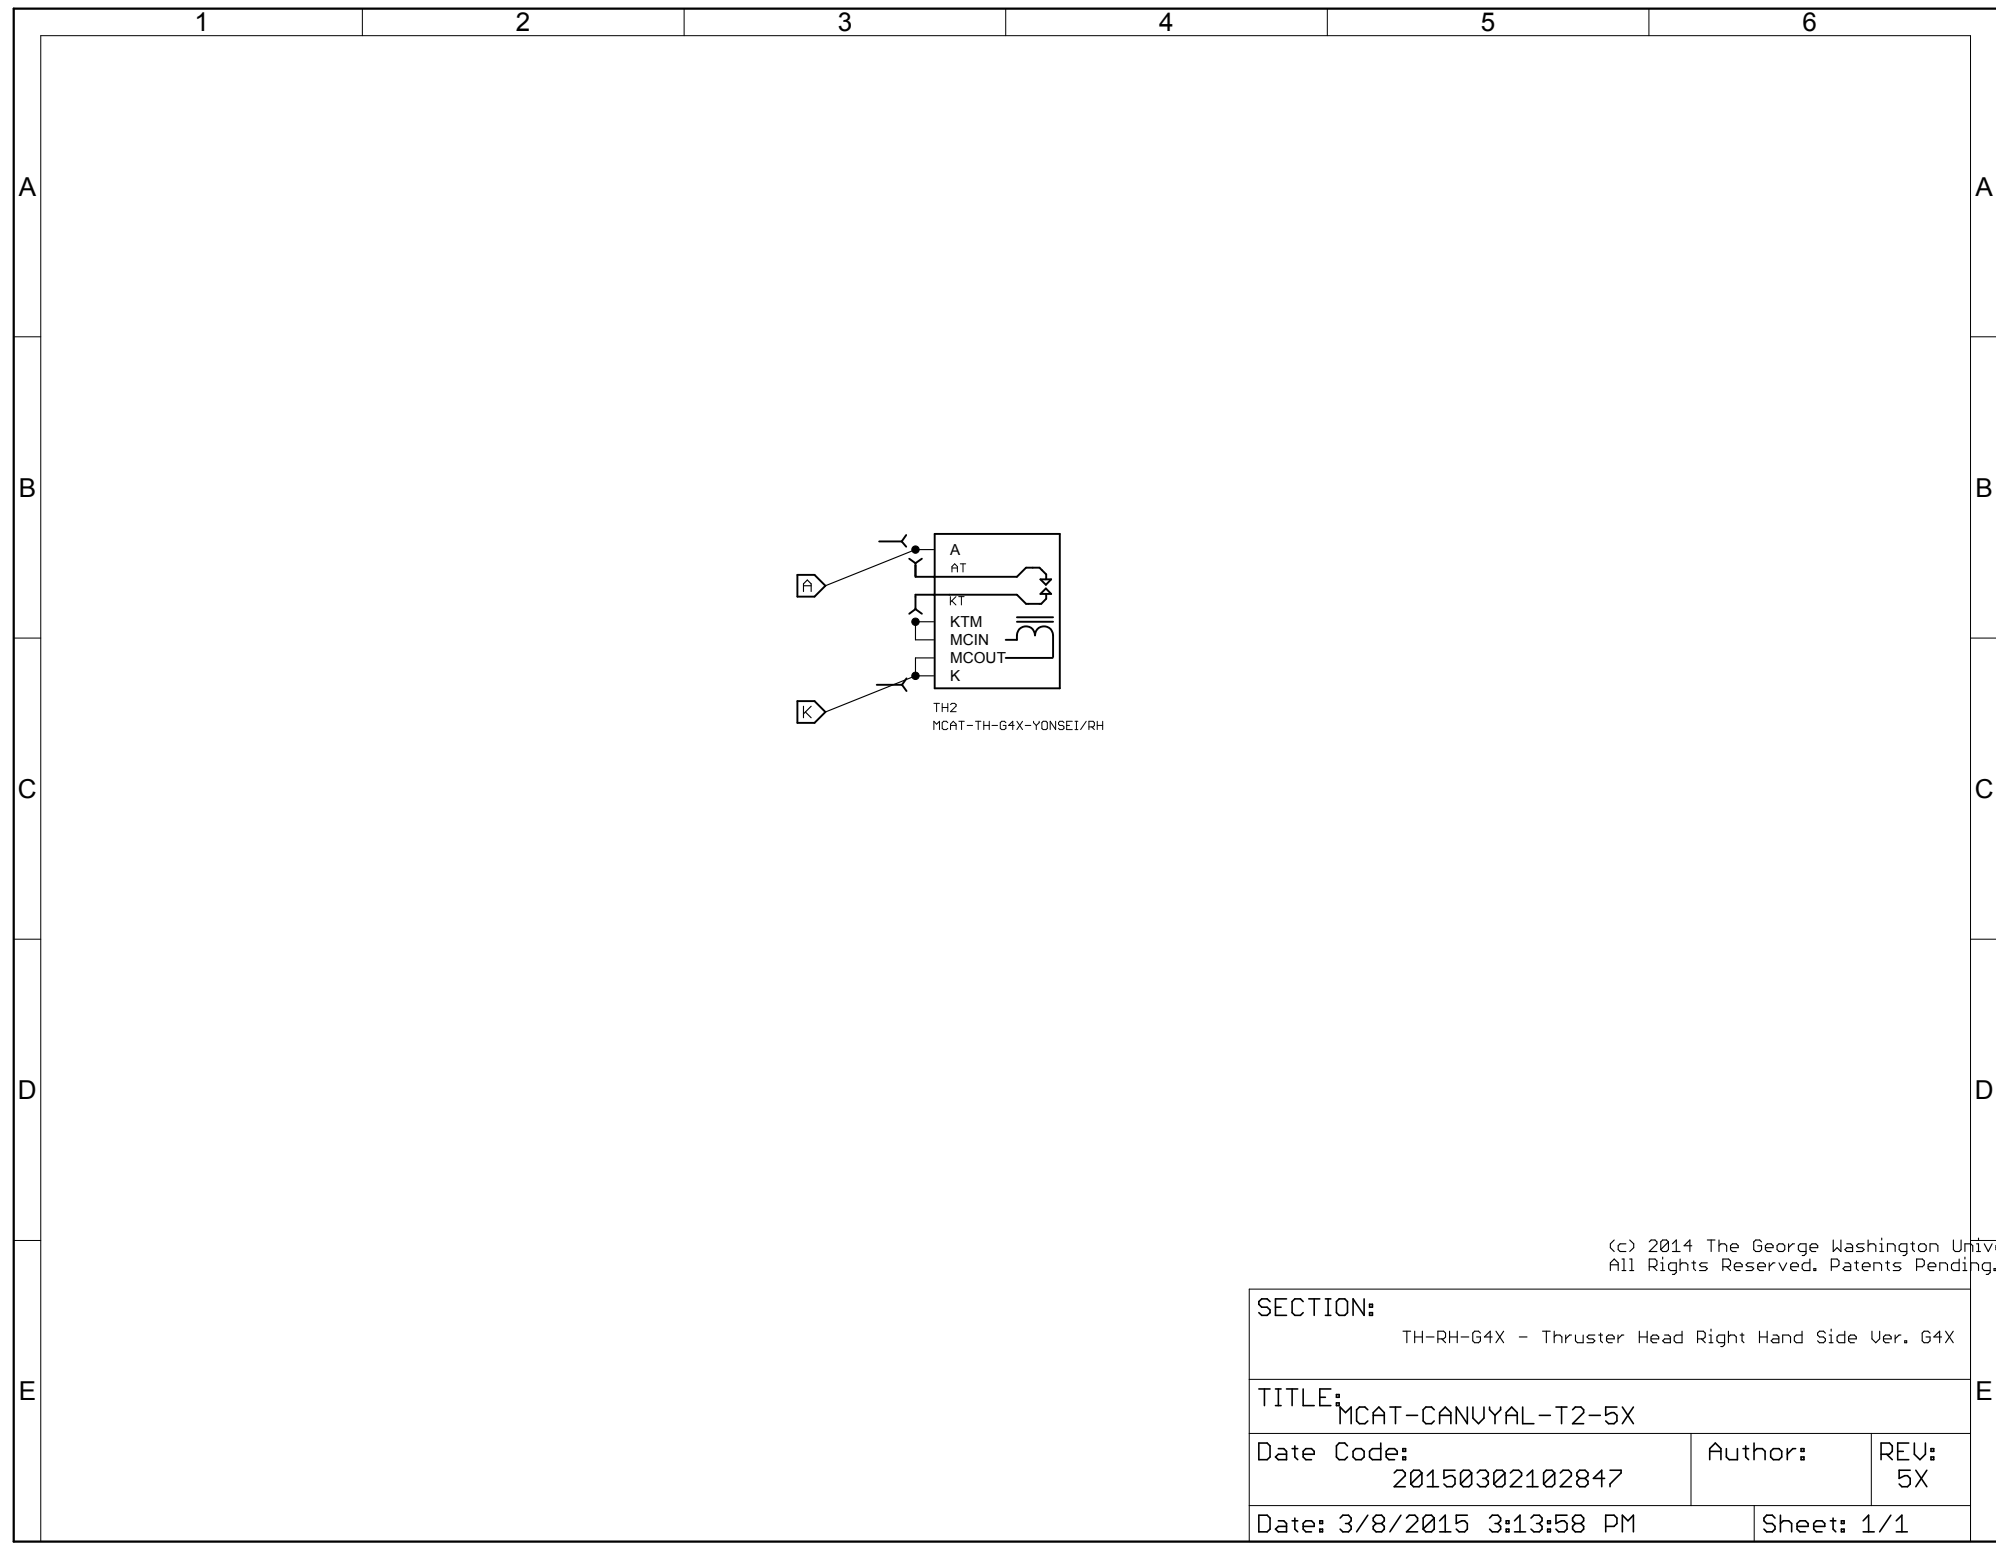 1 2 3 4 5 6
A A
B B
A
AT
A
KT
KTM
MCIN
MCOUT
K
K
TH2
MCAT-TH-G4X-YONSEI/RH
C C
D D
(c) 2014 The George Washington
All Rights Reserved. Patents Pending.
SECTION:
TH-RH-G4X - Thruster Head Right Hand Side Ver. G4X
E E
TITLE:
MCAT-CANVYAL-T2-5X
Date Code: Author: REV:
20150302102847 5X
Date: 3/8/2015 3:13:58 PM Sheet: 1/1